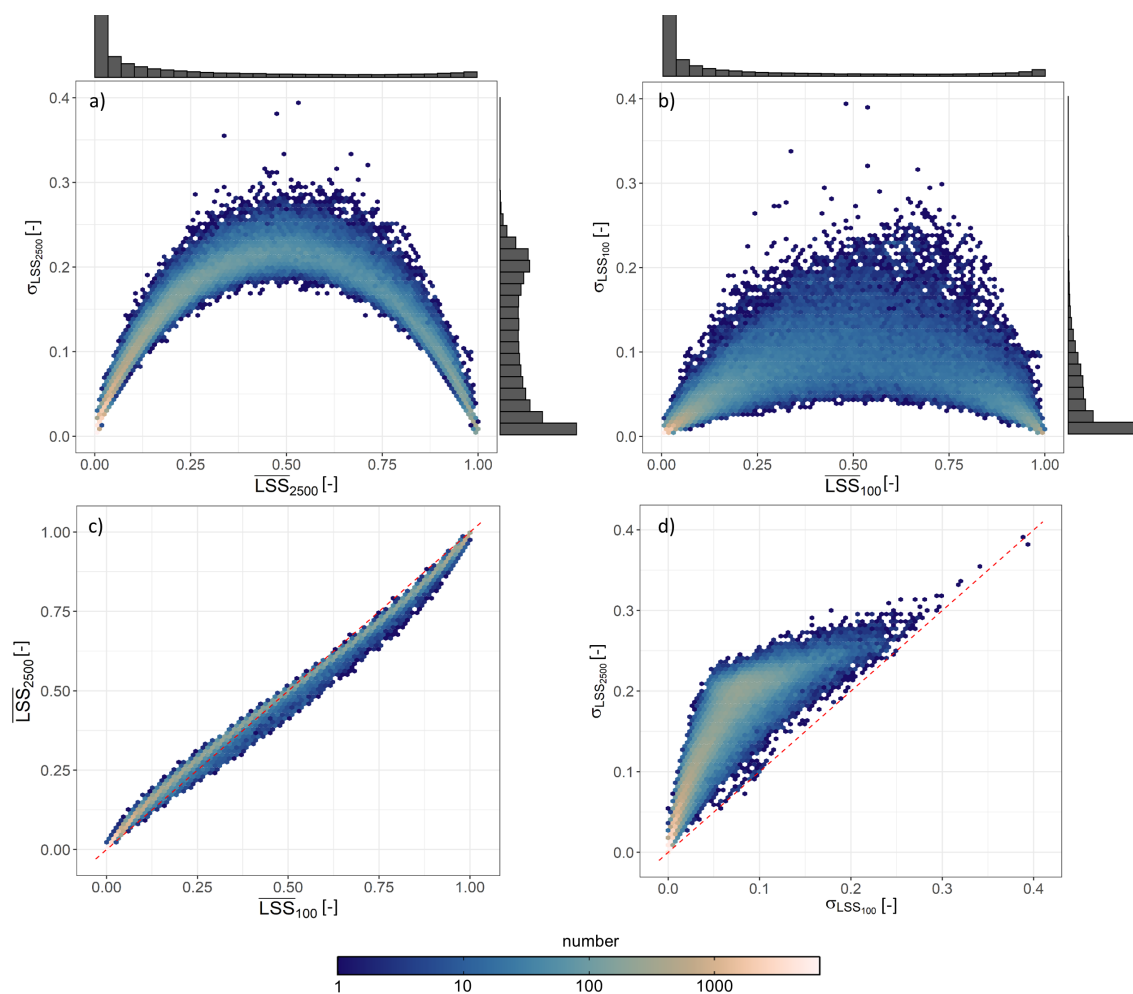 a)
0.4
0.3
0.2
0.1
0.0
σLSS2500 [-]
0.00 0.25 0.50 0.75 1.00
LSS2500 [-]
b)
0.4
0.3
0.2
0.1
0.0
σLSS100 [-]
0.00 0.25 0.50 0.75 1.00
LSS100 [-]
c)
1.00
0.75
0.50
0.25
0.00
LSS2500 [-]
0.00 0.25 0.50 0.75 1.00
LSS100 [-]
d)
0.4
0.3
0.2
0.1
0.0
σLSS2500 [-]
0.0 0.1 0.2 0.3 0.4
σLSS100 [-]
number
1 10 100 1000